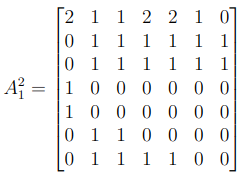 2 1 1 2 2 1 0
0 1 1 1 1 1 1
0 1 1 1 1 1 1
A₁² = 1 0 0 0 0 0 0
1 0 0 0 0 0 0
0 1 1 0 0 0 0
0 1 1 1 1 0 0